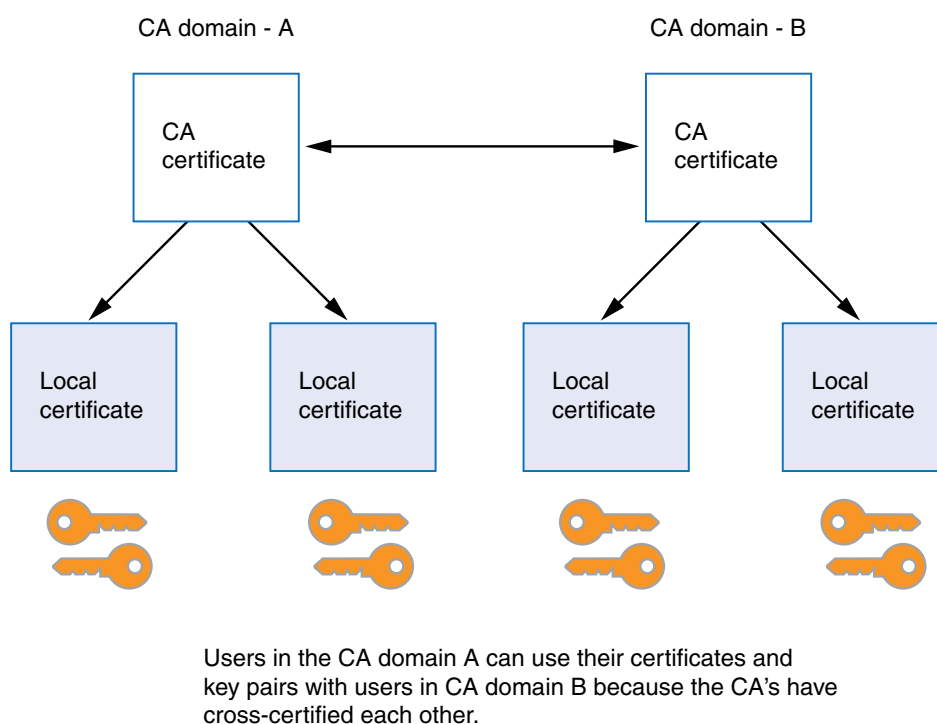 CA domain - A
CA domain - B
CA
certificate
CA
certificate
Local
certificate
Local
certificate
Local
certificate
Local
certificate
Users in the CA domain A can use their certificates and
key pairs with users in CA domain B because the CA's have
cross-certified each other.